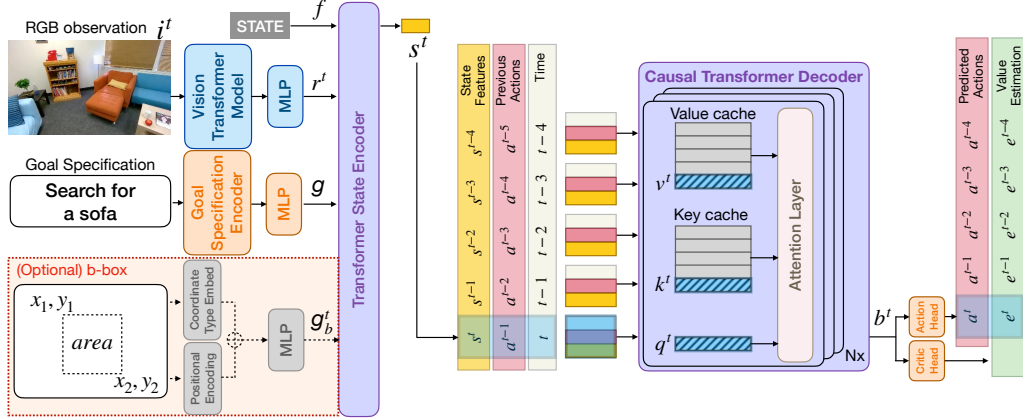 RGB observation i^t
Vision
Transformer
Model
MLP
r^t
STATE
f
Goal Specification
Search for
a sofa
Goal
Specification
Encoder
MLP
g
(Optional) b-box
x_1, y_1
area
x_2, y_2
Coordinate
Type Embed
Positional
Encoding
+
MLP
g_b^t
Transformer State Encoder
s^t
State
Features
s^{t-4}
s^{t-3}
s^{t-2}
s^{t-1}
s^t
Previous
Actions
a^{t-5}
a^{t-4}
a^{t-3}
a^{t-2}
a^{t-1}
Time
t-4
t-3
t-2
t-1
t
Causal Transformer Decoder
Value cache
v^t
Key cache
k^t
q^t
Attention Layer
Nx
b^t
Action
Head
Critic
Head
Predicted
Actions
a^{t-4}
a^{t-3}
a^{t-2}
a^{t-1}
a^t
Value
Estimation
e^{t-4}
e^{t-3}
e^{t-2}
e^{t-1}
e^t